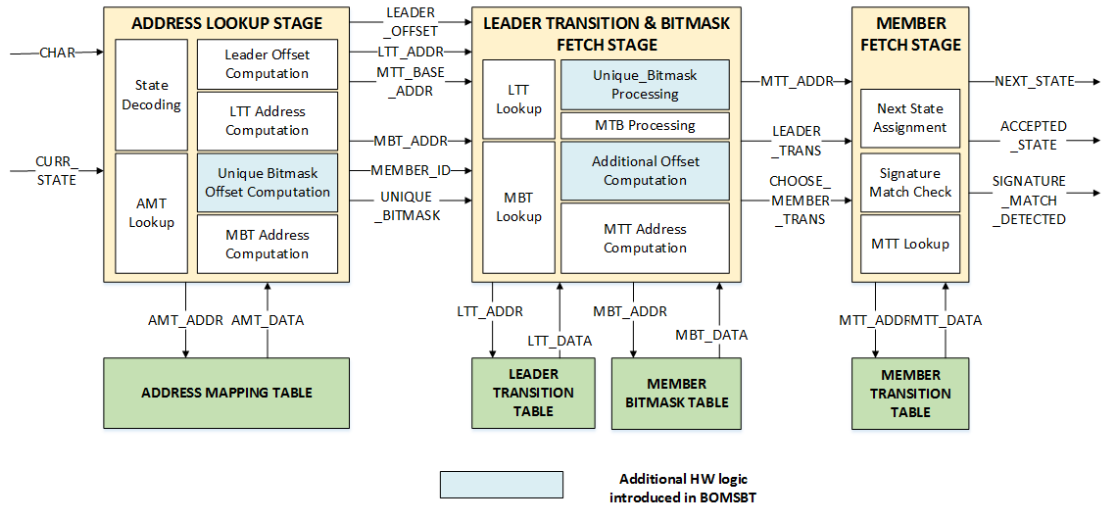 ADDRESS LOOKUP STAGE
CHAR
CURR_
STATE
State
Decoding
AMT
Lookup
Leader Offset
Computation
LTT Address
Computation
Unique Bitmask
Offset Computation
MBT Address
Computation
LEADER
_OFFSET
LTT_ADDR
MTT_BASE
_ADDR
MBT_ADDR
MEMBER_ID
UNIQUE
_BITMASK
LEADER TRANSITION & BITMASK
FETCH STAGE
LTT
Lookup
MBT
Lookup
Unique_Bitmask
Processing
MTB Processing
Additional Offset
Computation
MTT Address
Computation
MTT_ADDR
LEADER
_TRANS
CHOOSE_
MEMBER
_TRANS
MEMBER
FETCH STAGE
Next State
Assignment
Signature
Match Check
MTT Lookup
NEXT_STATE
ACCEPTED
_STATE
SIGNATURE
_MATCH
_DETECTED
AMT_ADDR
AMT_DATA
LTT_ADDR
LTT_DATA
MBT_ADDR
MBT_DATA
MTT_ADDR
MTT_DATA
ADDRESS MAPPING TABLE
LEADER
TRANSITION
TABLE
MEMBER
BITMASK TABLE
MEMBER
TRANSITION
TABLE
Additional HW logic
introduced in BOMSBT